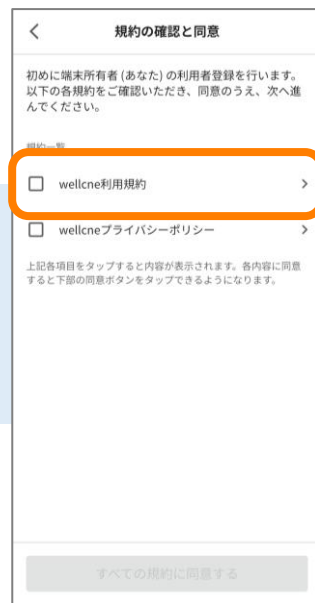 規約の確認と同意
初めに端末所有者 (あなた) の利用者登録を行います。
以下の各規約をご確認いただき、同意のうえ、次へ進
んでください。
規約一覧
wellcne利用規約
wellcneプライバシーポリシー
上記各項目をタップすると内容が表示されます。各内容に同意
すると下部の同意ボタンをタップできるようになります。
すべての規約に同意する